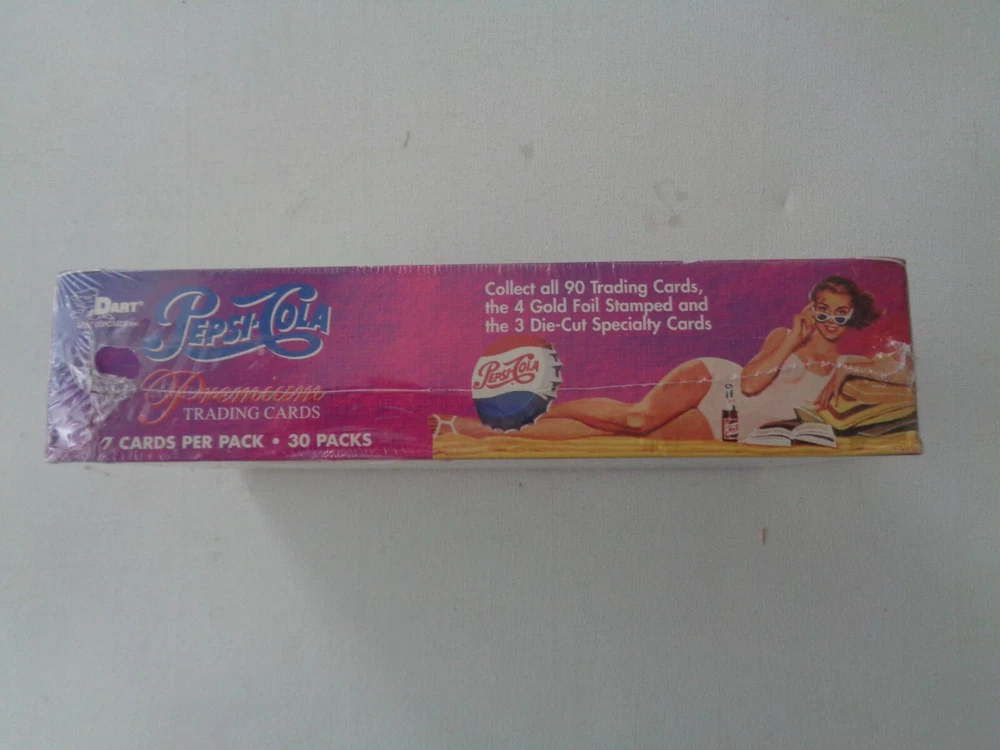 DART®
PEPSI-COLA
Premium
TRADING CARDS
7 CARDS PER PACK • 30 PACKS
Collect all 90 Trading Cards,
the 4 Gold Foil Stamped and
the 3 Die-Cut Specialty Cards
PEPSI-COLA